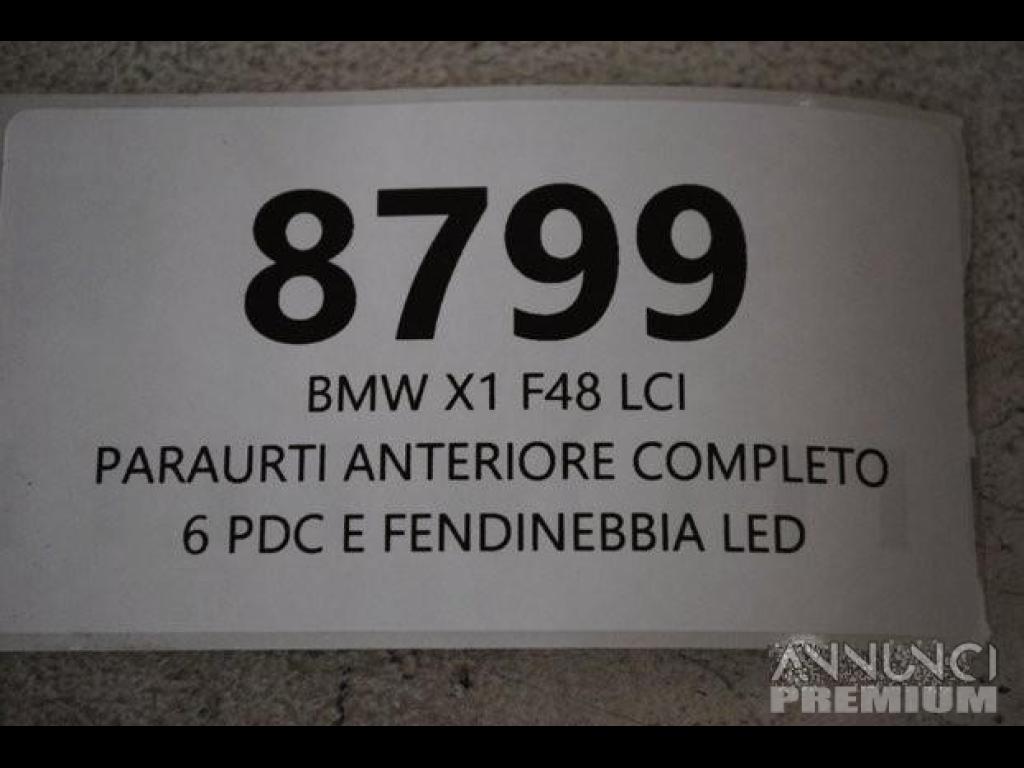 8799
BMW X1 F48 LCI
PARAURTI ANTERIORE COMPLETO
6 PDC E FENDINEBBIA LED
ANNUNCI
PREMIUM